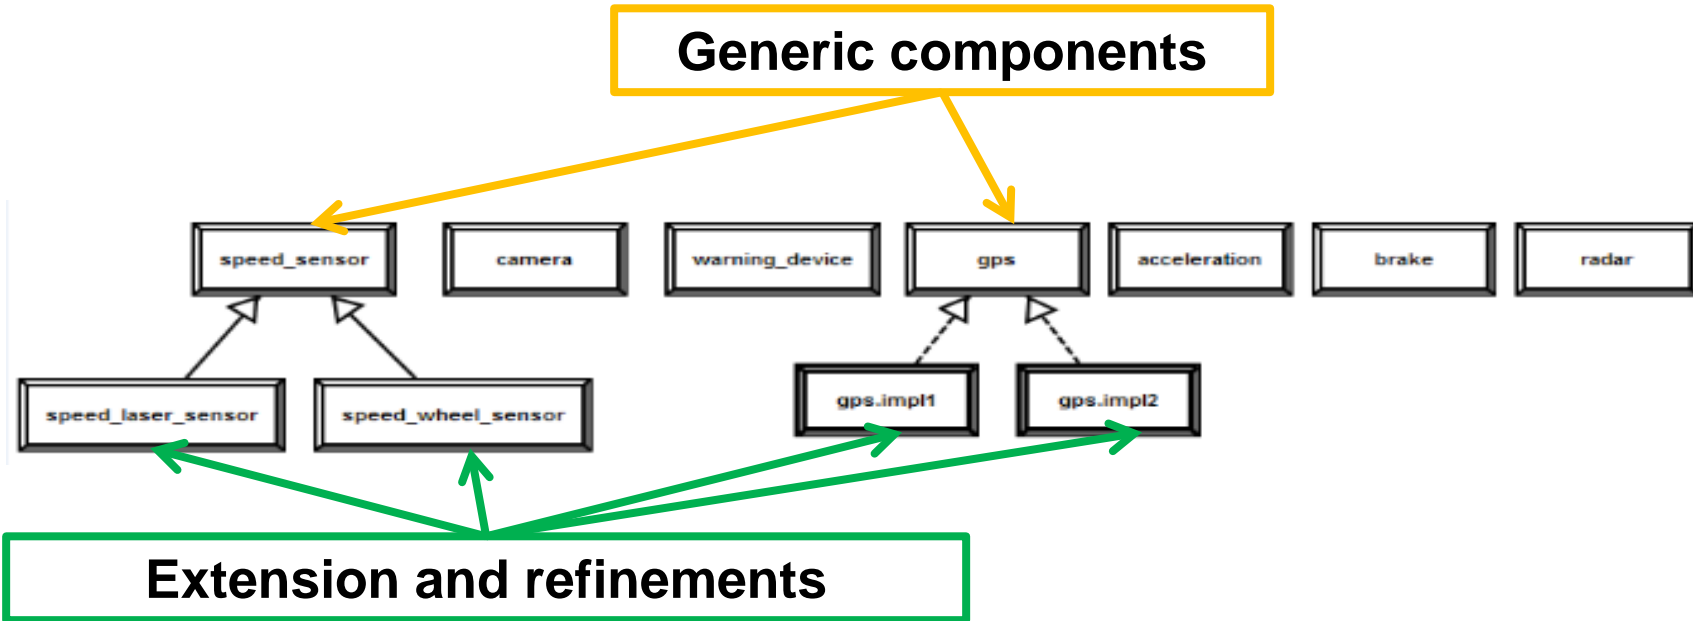 Generic components
speed_sensor camera warning_device gps acceleration brake radar
speed_laser_sensor speed_wheel_sensor gps.impl1 gps.impl2
Extension and refinements